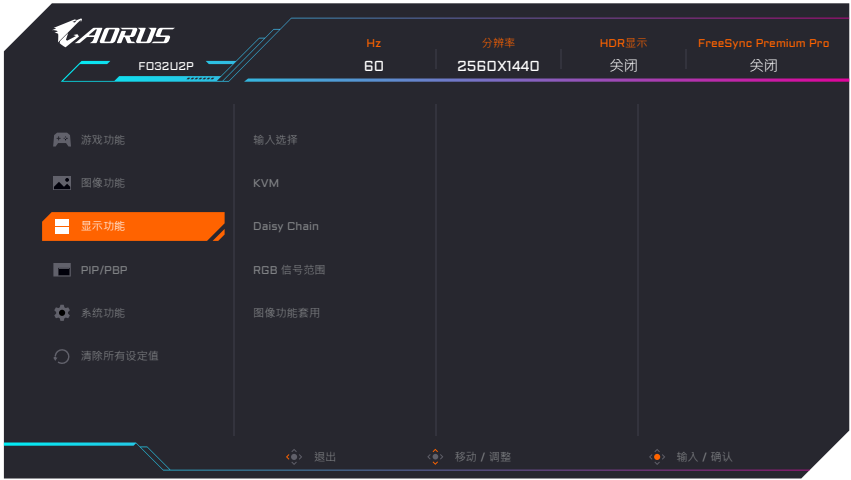 AORUS
FO32U2P
Hz 分辨率 HDR显示 FreeSync Premium Pro
60 2560X1440 关闭 关闭
游戏功能 输入选择
图像功能 KVM
显示功能 Daisy Chain
PIP/PBP RGB 信号范围
系统功能 图像功能套用
清除所有设定值
退出 移动 / 调整 输入 / 确认